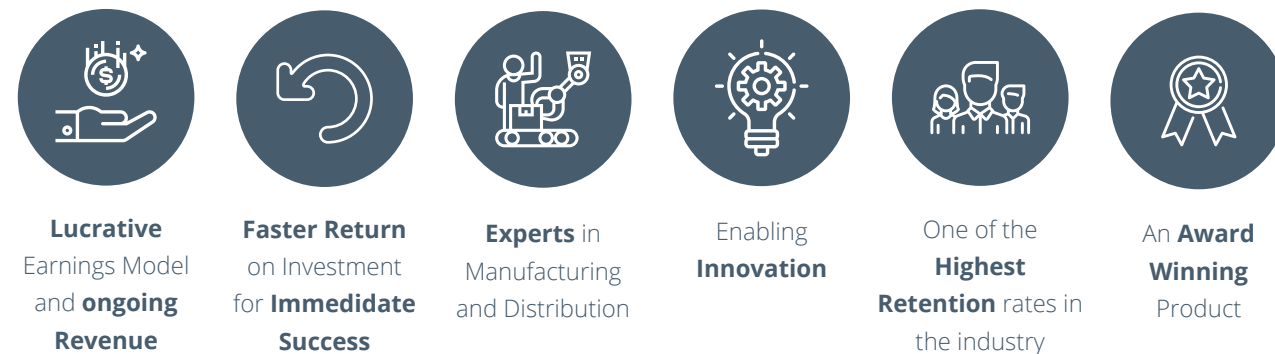 Lucrative
Earnings Model
and ongoing
Revenue
Faster Return
on Investment
for Immedidate
Success
Experts in
Manufacturing
and Distribution
Enabling
Innovation
One of the
Highest
Retention rates in
the industry
An Award
Winning
Product
$